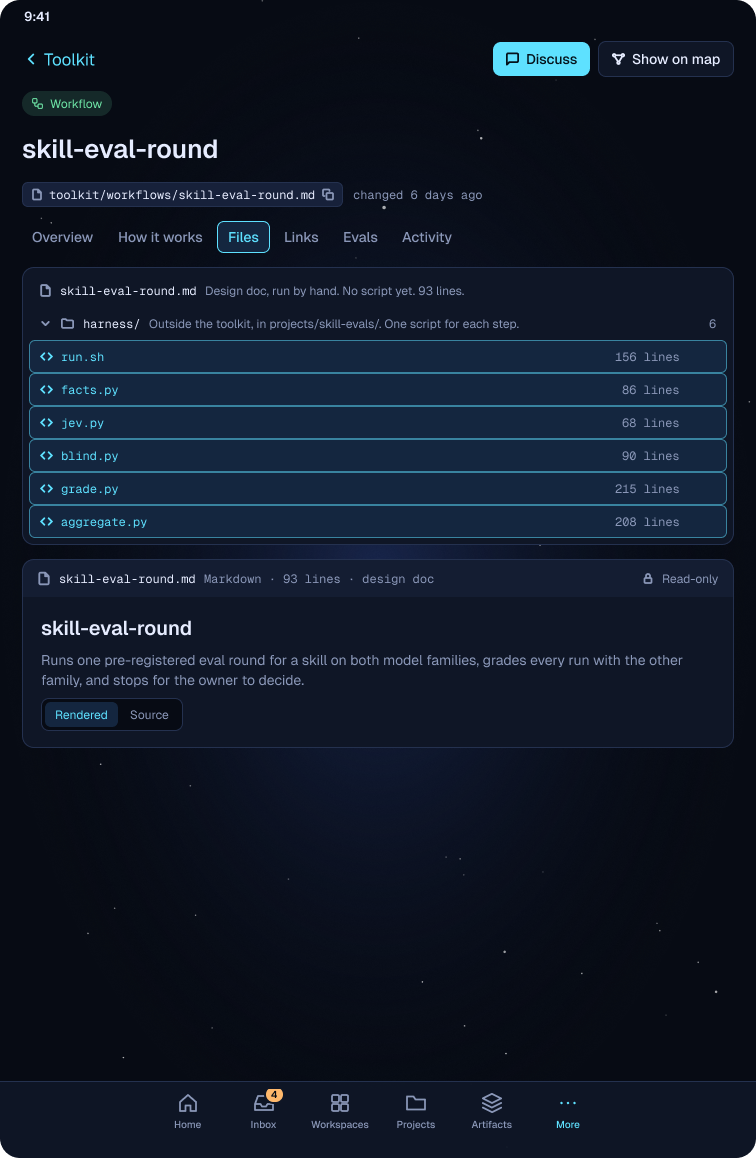 9:41
Toolkit
Discuss
Show on map
Workflow
skill-eval-round
toolkit/workflows/skill-eval-round.md changed 6 days ago
Overview How it works Files Links Evals Activity
skill-eval-round.md Design doc, run by hand. No script yet. 93 lines.
harness/ Outside the toolkit, in projects/skill-evals/. One script for each step. 6
run.sh 156 lines
facts.py 86 lines
jev.py 68 lines
blind.py 90 lines
grade.py 215 lines
aggregate.py 208 lines
skill-eval-round.md Markdown · 93 lines · design doc Read-only
skill-eval-round
Runs one pre-registered eval round for a skill on both model families, grades every run with the other
family, and stops for the owner to decide.
Rendered Source
4
Home Inbox Workspaces Projects Artifacts More